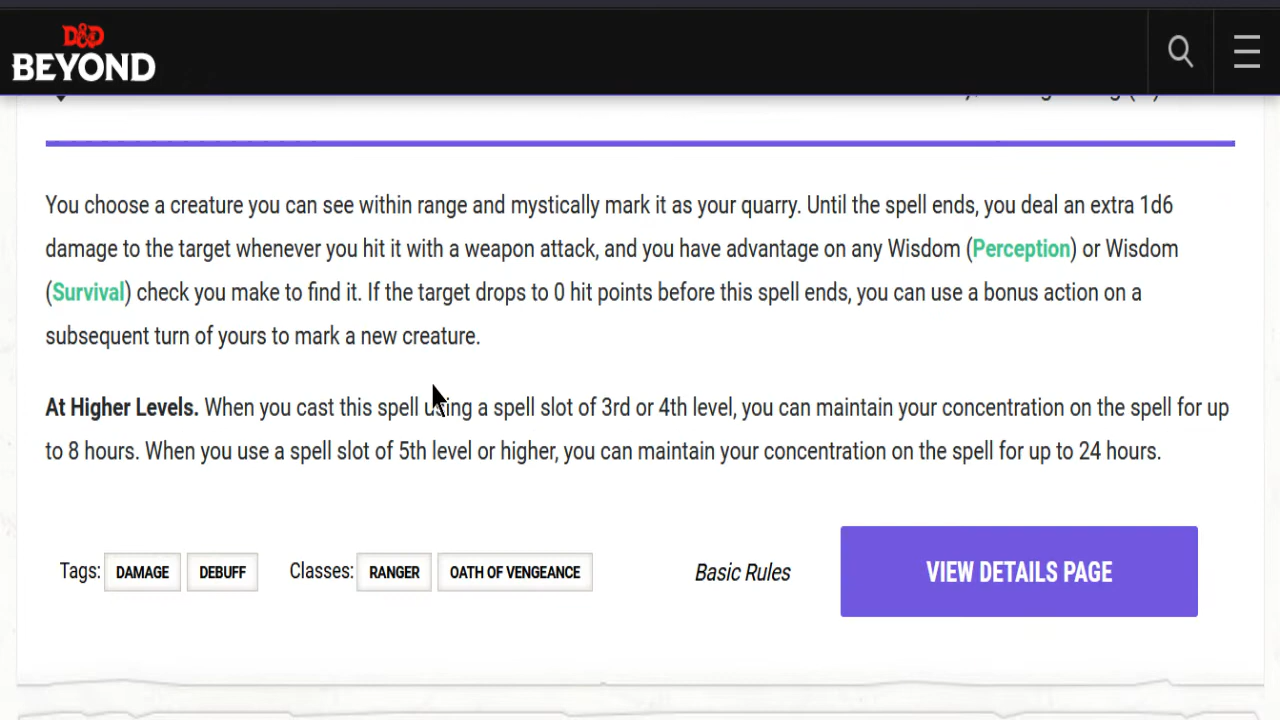 D&D
BEYOND
You choose a creature you can see within range and mystically mark it as your quarry. Until the spell ends, you deal an extra 1d6
damage to the target whenever you hit it with a weapon attack, and you have advantage on any Wisdom (Perception) or Wisdom
(Survival) check you make to find it. If the target drops to 0 hit points before this spell ends, you can use a bonus action on a
subsequent turn of yours to mark a new creature.
At Higher Levels. When you cast this spell using a spell slot of 3rd or 4th level, you can maintain your concentration on the spell for up
to 8 hours. When you use a spell slot of 5th level or higher, you can maintain your concentration on the spell for up to 24 hours.
Tags: DAMAGE DEBUFF Classes: RANGER OATH OF VENGEANCE Basic Rules VIEW DETAILS PAGE